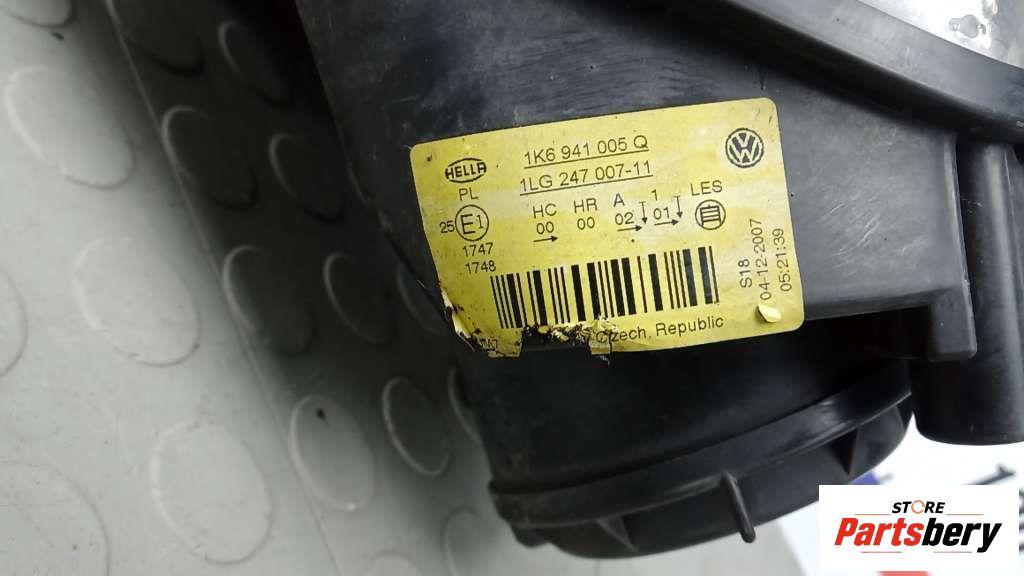 HELLA
1K6 941 005 Q
1LG 247 007-11
PL
HC HR A 1 LES
25 E1 00 00 02 01
1747
1748
S18
04-12-2007
05:21:39
Czech, Republic
STORE
Partsbery